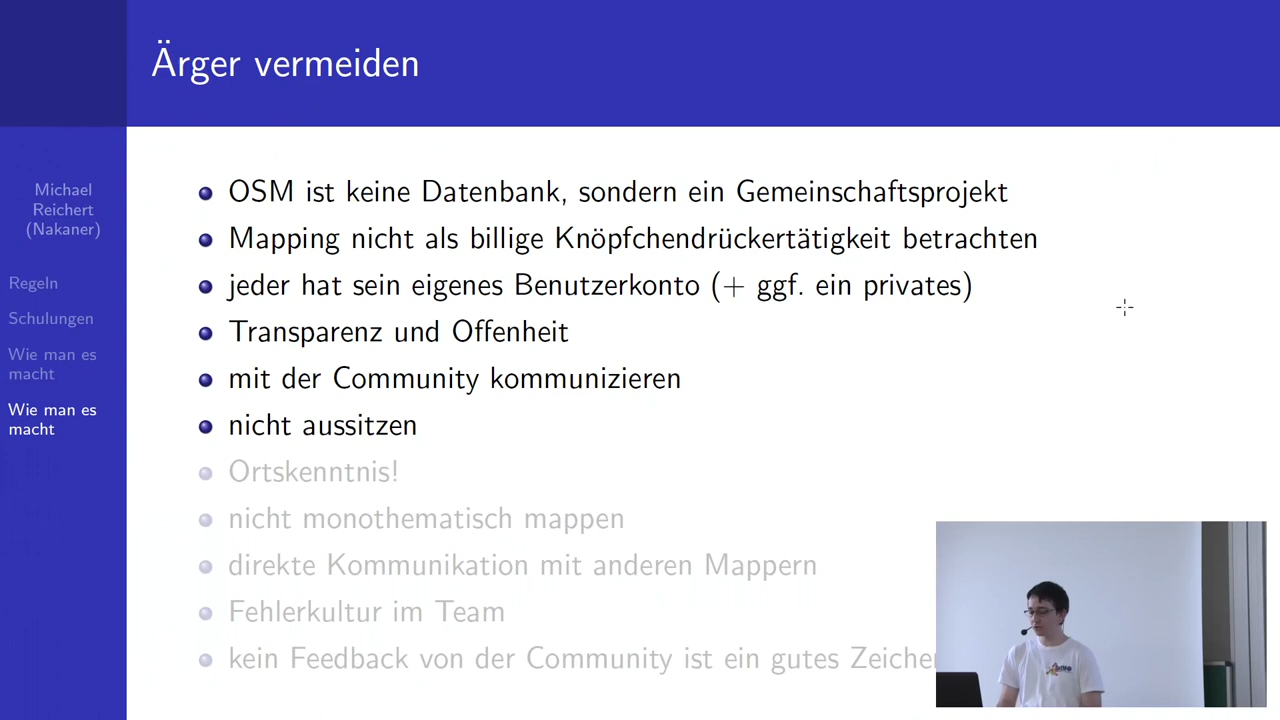 Ärger vermeiden
Michael
Reichert
(Nakaner)
Regeln
Schulungen
Wie man es
macht
Wie man es
macht
OSM ist keine Datenbank, sondern ein Gemeinschaftsprojekt
Mapping nicht als billige Knöpfchendrückertätigkeit betrachten
jeder hat sein eigenes Benutzerkonto (+ ggf. ein privates)
Transparenz und Offenheit
mit der Community kommunizieren
nicht aussitzen
Ortskenntnis!
nicht monothematisch mappen
direkte Kommunikation mit anderen Mappern
Fehlerkultur im Team
kein Feedback von der Community ist ein gutes